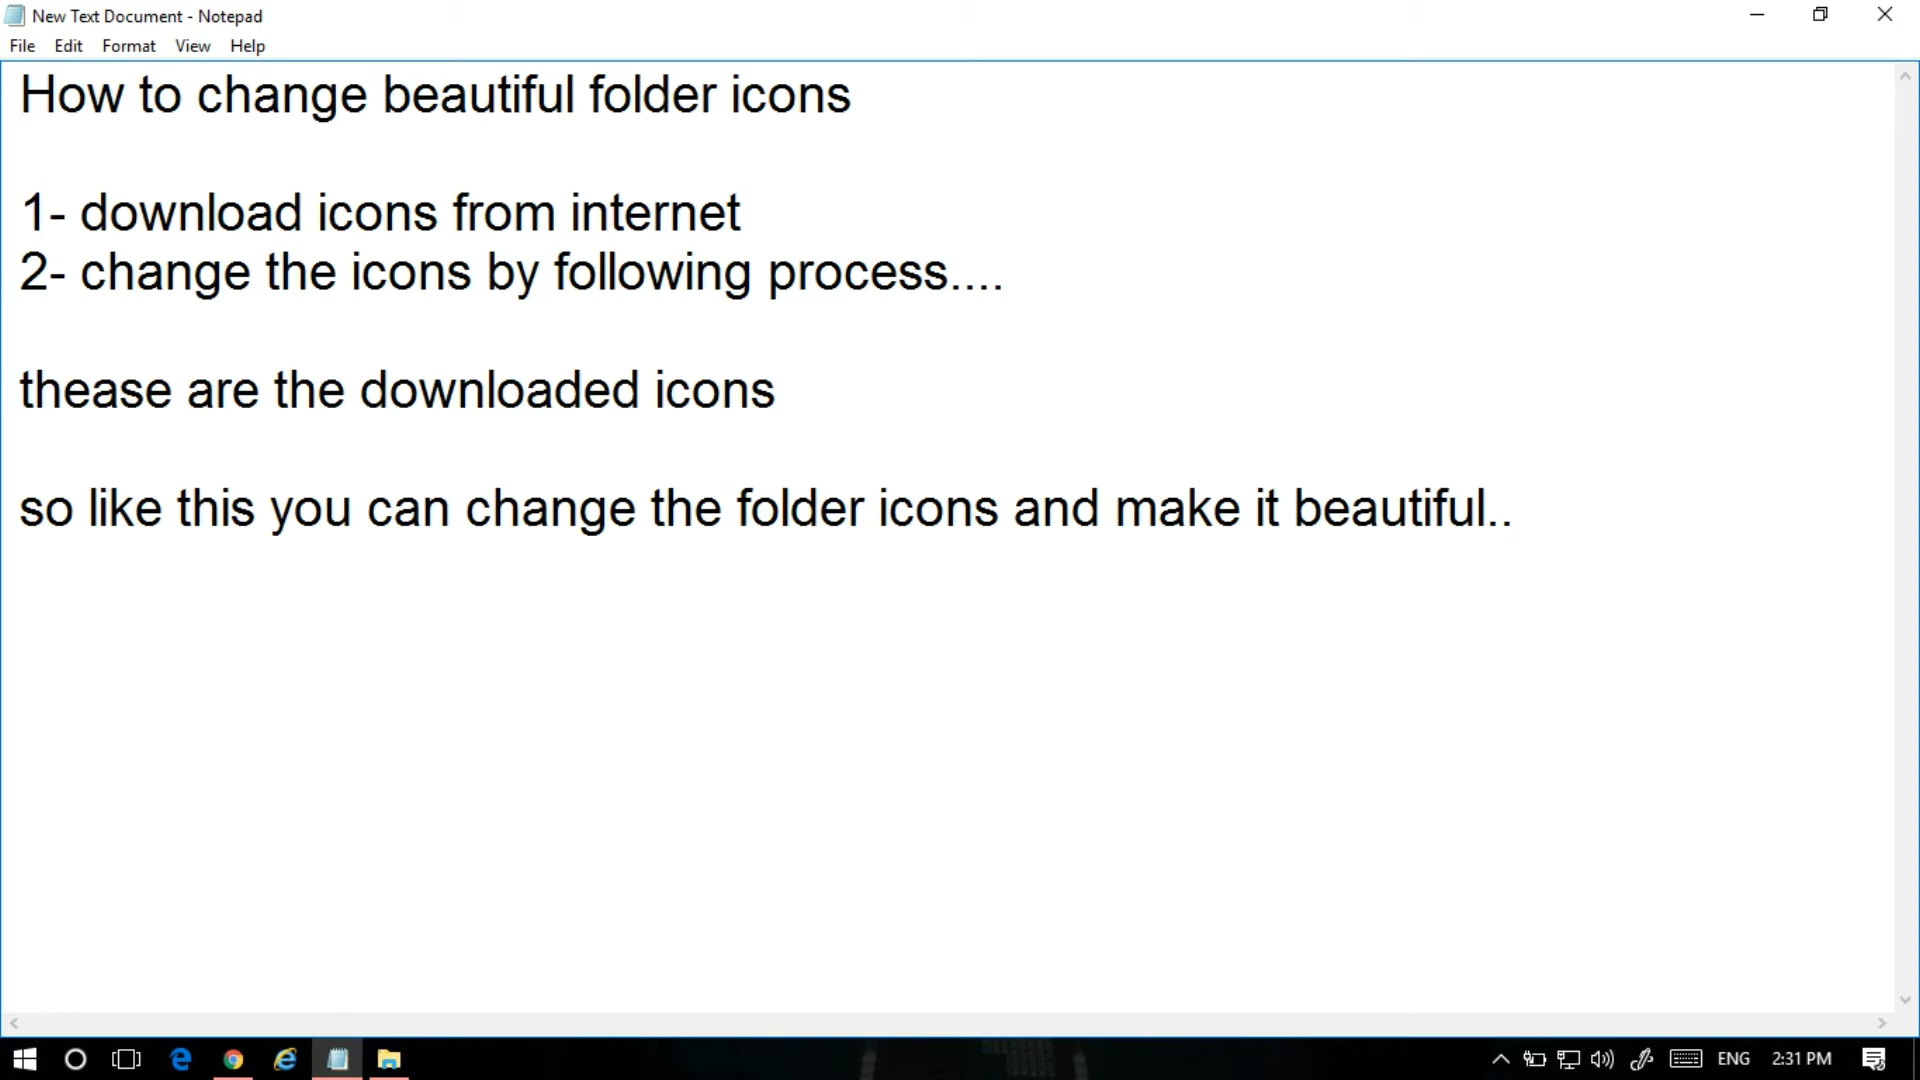 New Text Document - Notepad
File Edit Format View Help
How to change beautiful folder icons
1- download icons from internet
2- change the icons by following process....
thease are the downloaded icons
so like this you can change the folder icons and make it beautiful..
ENG 2:31 PM